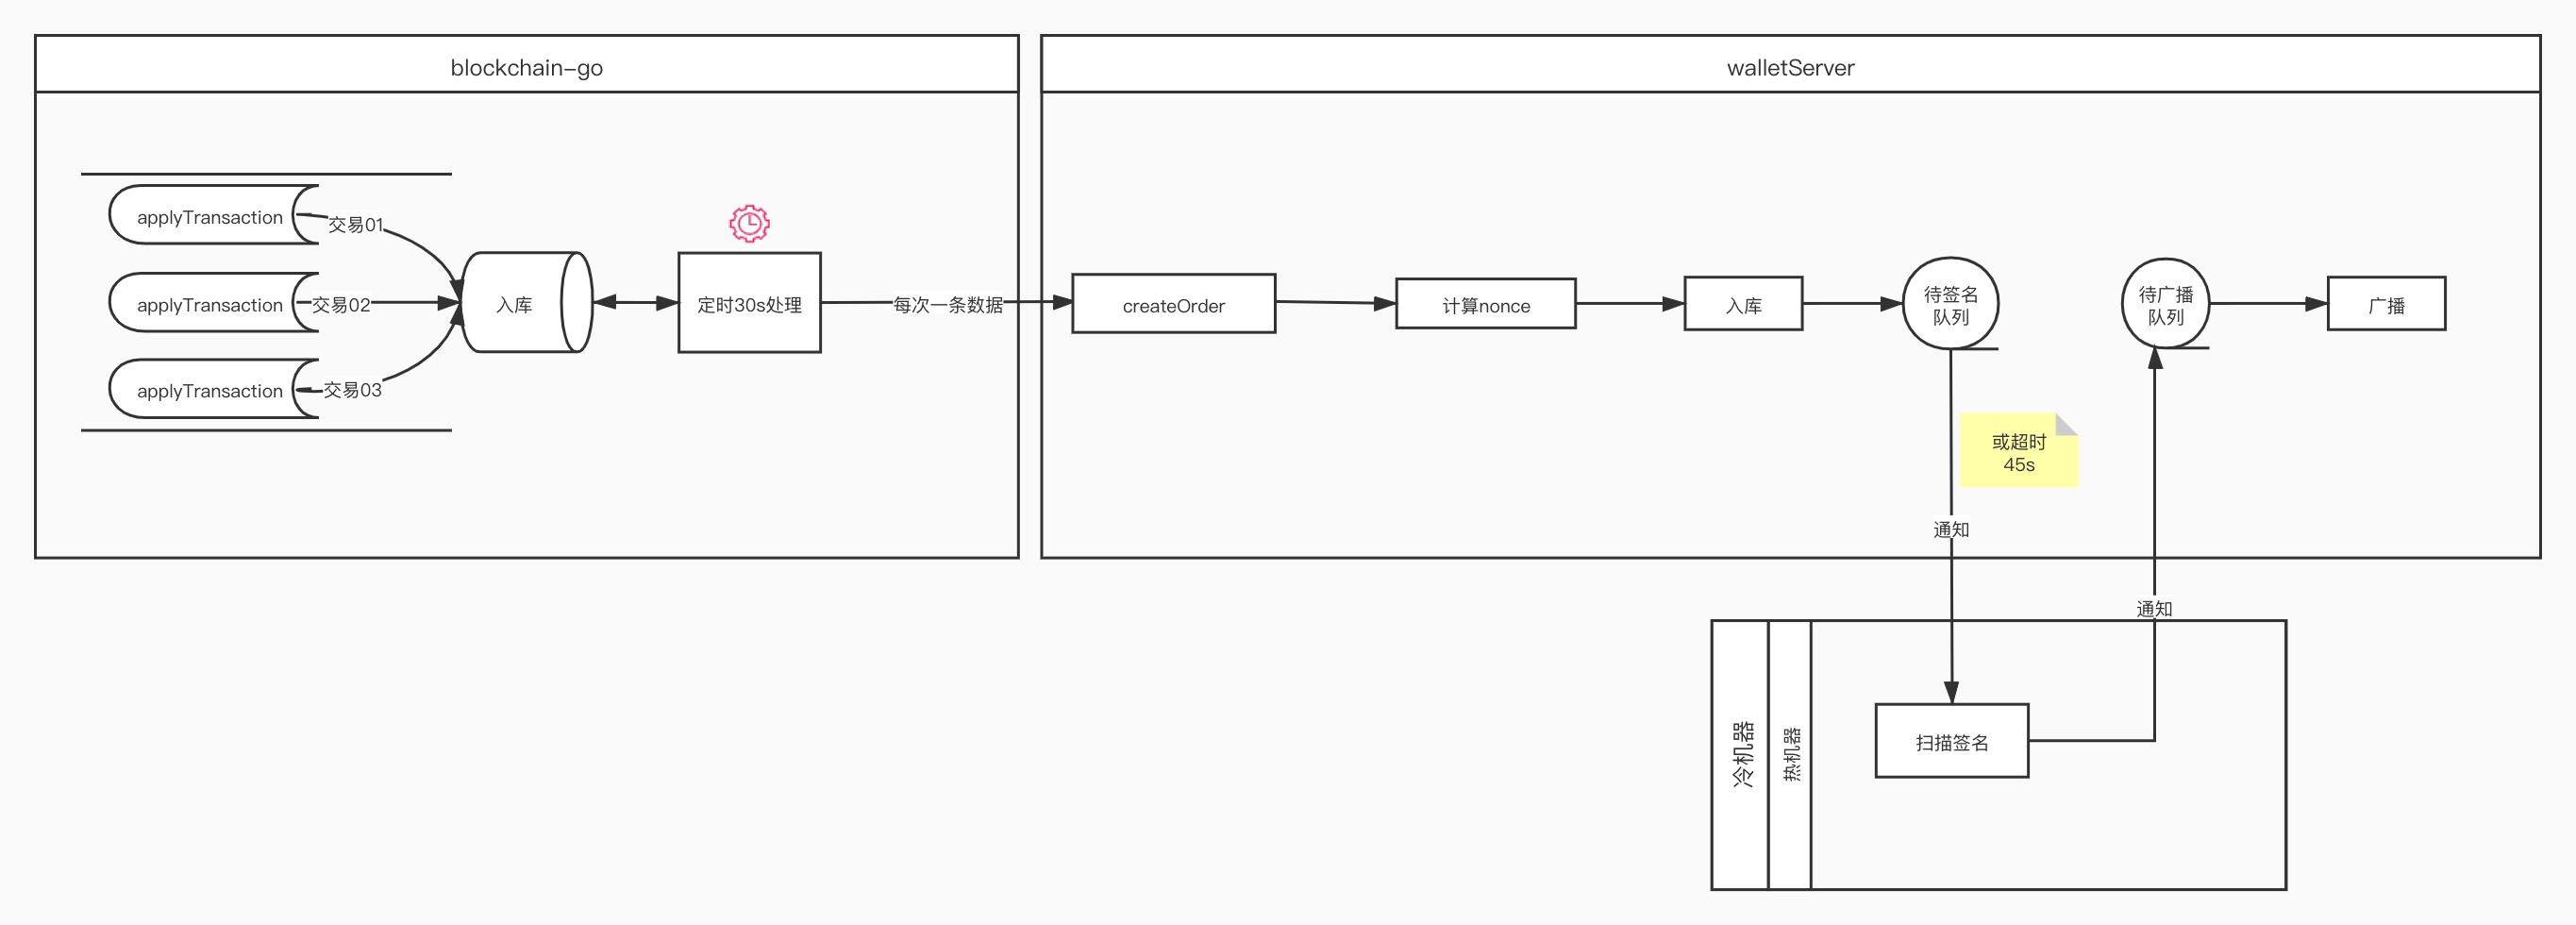 blockchain-go
walletServer
applyTransaction
交易01
applyTransaction
交易02
applyTransaction
交易03
入库
定时30s处理
每次一条数据
createOrder
计算nonce
入库
待签名
队列
待广播
队列
广播
或超时
45s
通知
通知
冷机器
热机器
扫描签名